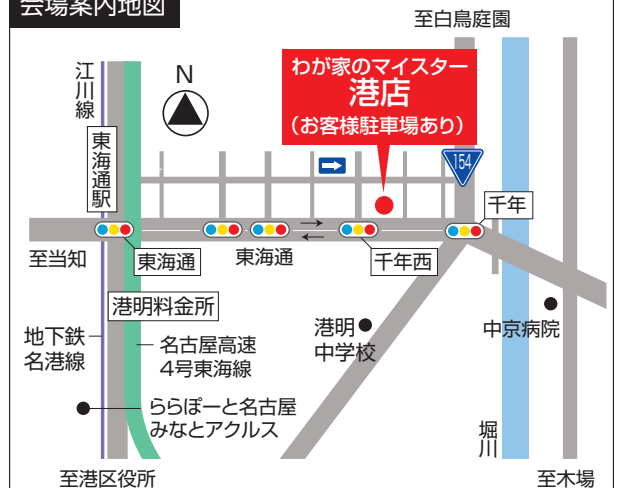 会場案内地図
至白鳥庭園
江川線
N
わが家のマイスター
港店
（お客様駐車場あり）
東海通駅
154
千年
至当知
東海通
東海通
千年西
港明料金所
地下鉄
名港線
名古屋高速
4号東海線
港明
中学校
中京病院
ららぽーと名古屋
みなとアクルス
堀川
至港区役所
至木場